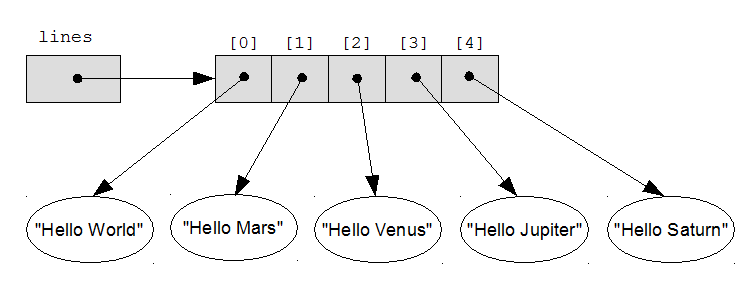 lines
[0] [1] [2] [3] [4]
"Hello World" "Hello Mars" "Hello Venus" "Hello Jupiter" "Hello Saturn"